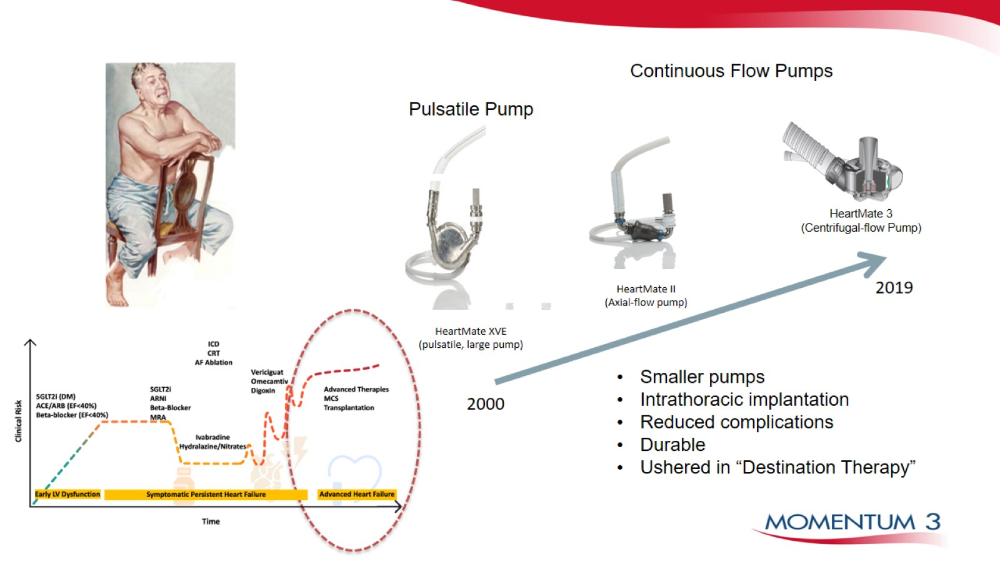 Continuous Flow Pumps
Pulsatile Pump
HeartMate 3
(Centrifugal-flow Pump)
HeartMate II
(Axial-flow pump)
2019
HeartMate XVE
(pulsatile, large pump)
2000
Smaller pumps
Intrathoracic implantation
Reduced complications
Durable
Ushered in “Destination Therapy”
ICD
CRT
AF Ablation
Vericiguat
Omecamtiv
Digoxin
SGLT2i (DM)
ACE/ARB (EF<40%)
Beta-blocker (EF<40%)
SGLT2i
ARNI
Beta-Blocker
MRA
Advanced Therapies
MCS
Transplantation
Ivabradine
Hydralazine/Nitrates
Clinical Risk
Early LV Dysfunction
Symptomatic Persistent Heart Failure
Advanced Heart Failure
Time
MOMENTUM 3